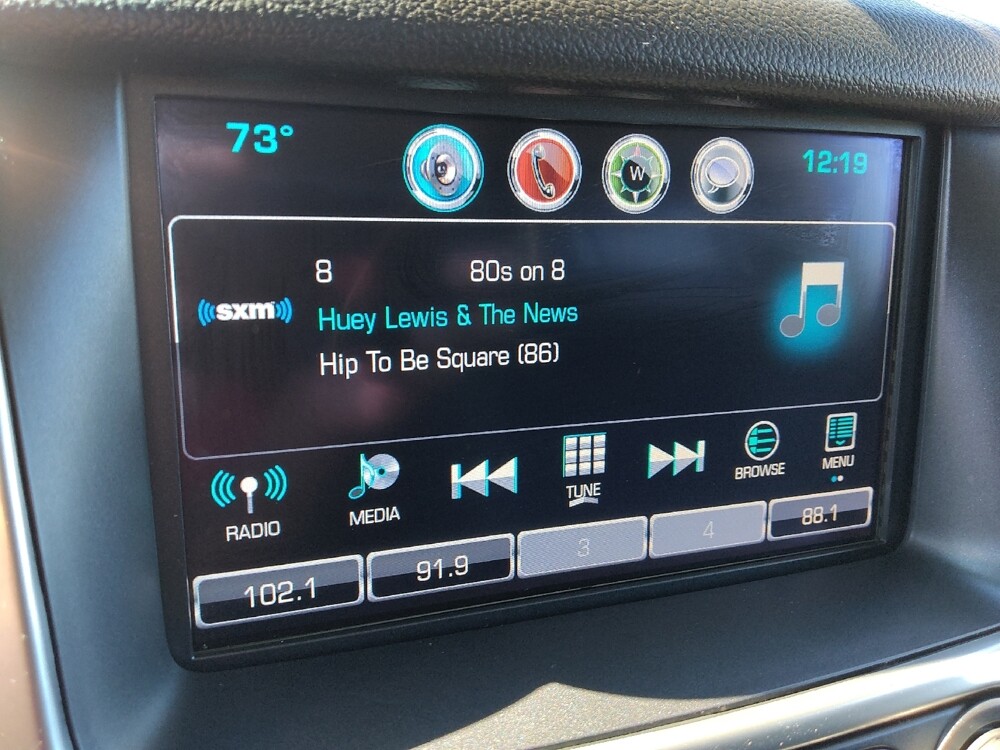 73°
W
12:19
8 80s on 8
sxm
Huey Lewis & The News
Hip To Be Square (86)
RADIO
MEDIA
TUNE
BROWSE
MENU
102.1
91.9
3
4
88.1